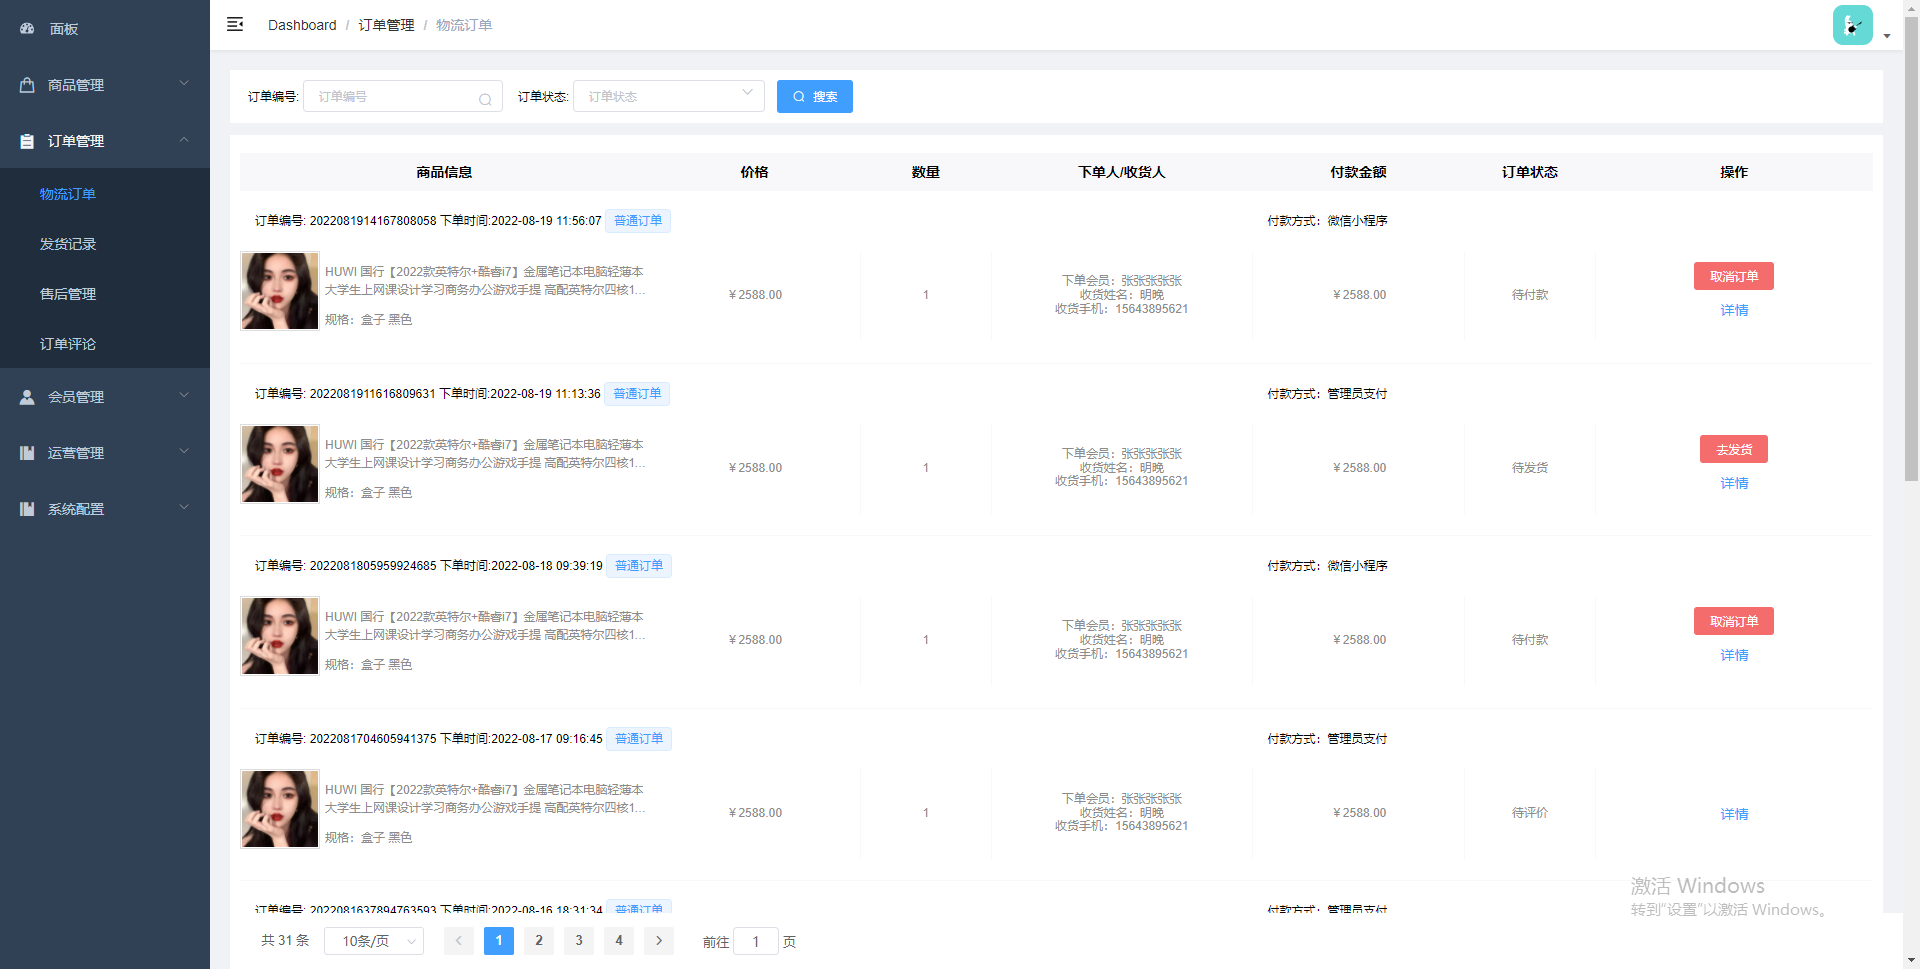 面板
商品管理
订单管理
物流订单
发货记录
售后管理
订单评论
会员管理
运营管理
系统配置
Dashboard / 订单管理 / 物流订单
订单编号: 订单编号 订单状态: 订单状态 搜索
商品信息 价格 数量 下单人/收货人 付款金额 订单状态 操作
订单编号: 2022081914167808058 下单时间:2022-08-19 11:56:07 普通订单 付款方式：微信小程序
HUWI 国行【2022款英特尔+酷睿i7】金属笔记本电脑轻薄本
大学生上网课设计学习商务办公游戏手提 高配英特尔四核1...
规格：盒子 黑色
￥2588.00
1
下单会员：张张张张张
收货姓名：明晚
收货手机：15643895621
￥2588.00
待付款
取消订单
详情
订单编号: 2022081911616809631 下单时间:2022-08-19 11:13:36 普通订单 付款方式：管理员支付
HUWI 国行【2022款英特尔+酷睿i7】金属笔记本电脑轻薄本
大学生上网课设计学习商务办公游戏手提 高配英特尔四核1...
规格：盒子 黑色
￥2588.00
1
下单会员：张张张张张
收货姓名：明晚
收货手机：15643895621
￥2588.00
待发货
去发货
详情
订单编号: 2022081805959924685 下单时间:2022-08-18 09:39:19 普通订单 付款方式：微信小程序
HUWI 国行【2022款英特尔+酷睿i7】金属笔记本电脑轻薄本
大学生上网课设计学习商务办公游戏手提 高配英特尔四核1...
规格：盒子 黑色
￥2588.00
1
下单会员：张张张张张
收货姓名：明晚
收货手机：15643895621
￥2588.00
待付款
取消订单
详情
订单编号: 2022081704605941375 下单时间:2022-08-17 09:16:45 普通订单 付款方式：管理员支付
HUWI 国行【2022款英特尔+酷睿i7】金属笔记本电脑轻薄本
大学生上网课设计学习商务办公游戏手提 高配英特尔四核1...
规格：盒子 黑色
￥2588.00
1
下单会员：张张张张张
收货姓名：明晚
收货手机：15643895621
￥2588.00
待评价
详情
订单编号: 2022081637894763593 下单时间:2022-08-16 18:31:34 普通订单 付款方式：管理员支付
共 31 条 10条/页 1 2 3 4 前往 1 页
激活 Windows
转到“设置”以激活 Windows。